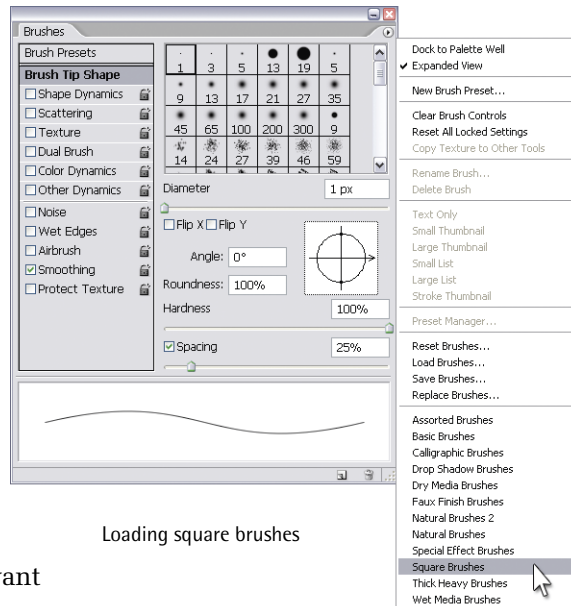 Brushes
Brush Presets
Brush Tip Shape
Shape Dynamics
Scattering
Texture
Dual Brush
Color Dynamics
Other Dynamics
Noise
Wet Edges
Airbrush
Smoothing
Protect Texture
1 3 5 13 19 5
9 13 17 21 27 35
45 65 100 200 300 9
14 24 27 39 46 59
Diameter 1 px
Flip X Flip Y
Angle: 0°
Roundness: 100%
Hardness 100%
Spacing 25%
Dock to Palette Well
Expanded View
New Brush Preset...
Clear Brush Controls
Reset All Locked Settings
Copy Texture to Other Tools
Rename Brush...
Delete Brush
Text Only
Small Thumbnail
Large Thumbnail
Small List
Large List
Stroke Thumbnail
Preset Manager...
Reset Brushes...
Load Brushes...
Save Brushes...
Replace Brushes...
Assorted Brushes
Basic Brushes
Calligraphic Brushes
Drop Shadow Brushes
Dry Media Brushes
Faux Finish Brushes
Natural Brushes 2
Natural Brushes
Special Effect Brushes
Square Brushes
Thick Heavy Brushes
Wet Media Brushes
Loading square brushes